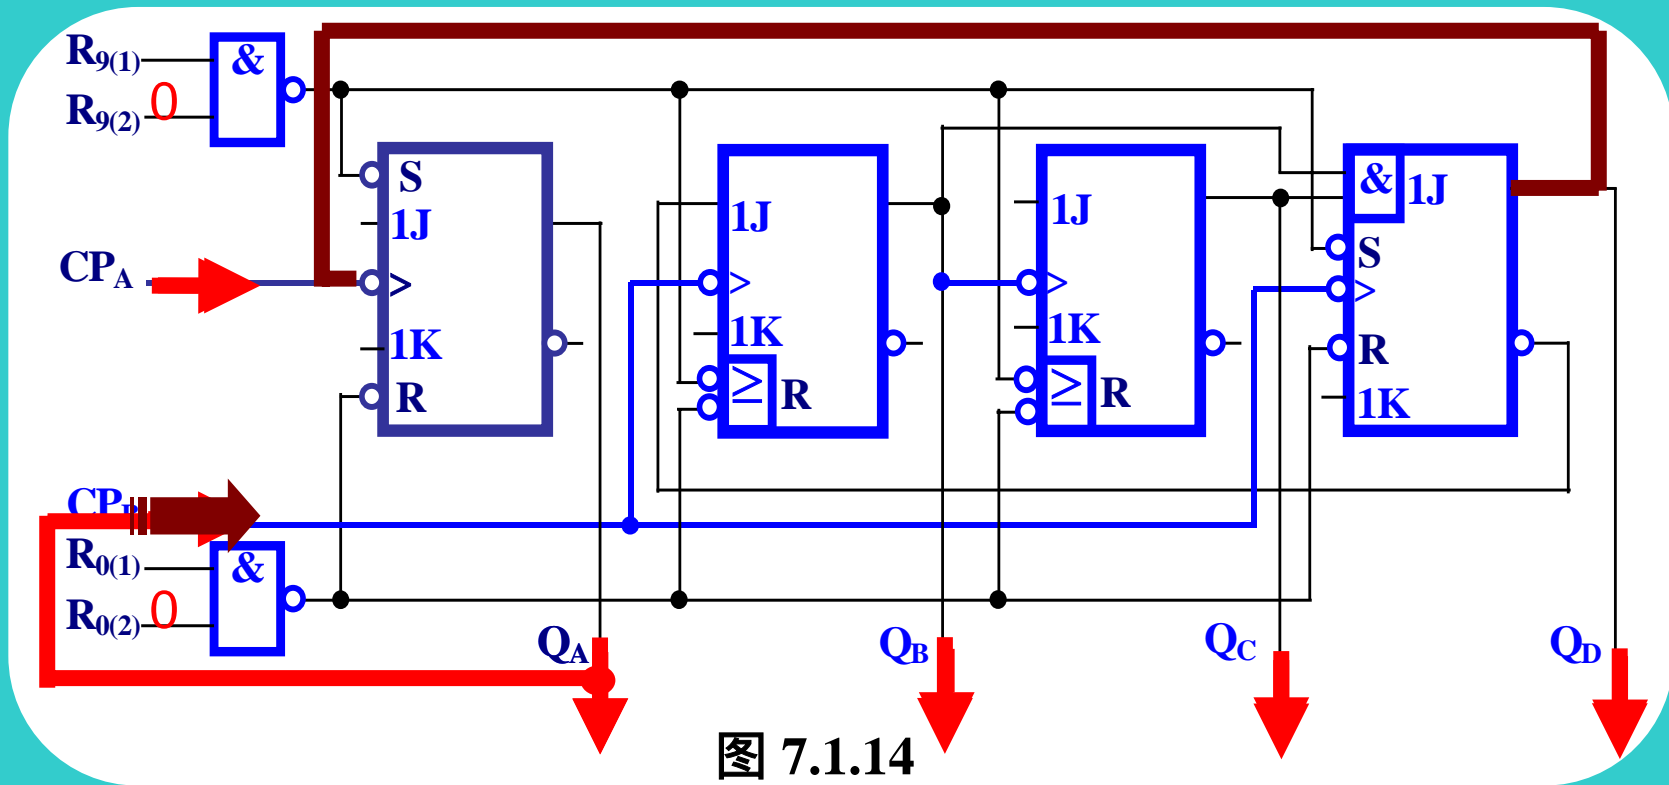 R9(1)
&
R9(2) 0
S
& 1J
1J
1J
1J
S
CPA
>
>
>
>
1K
1K
1K
R
R
≥ R
≥ R
1K
CP
R0(1)
&
R0(2) 0
QA
QB
QC
QD
图 7.1.14